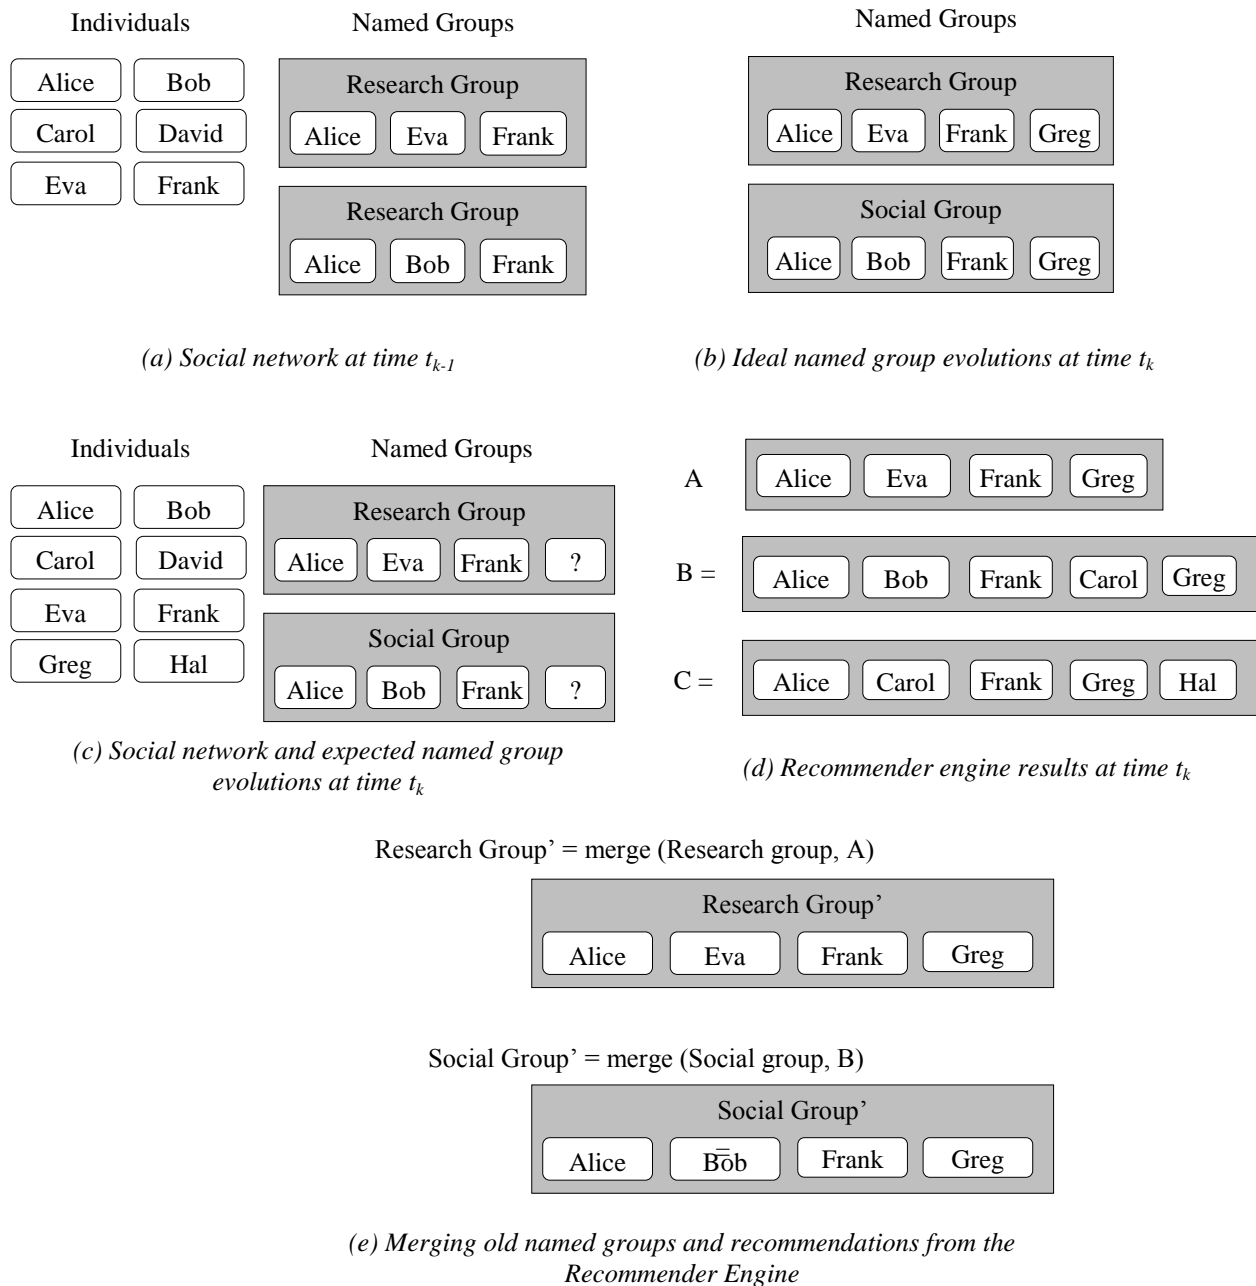 Individuals
Named Groups
Alice Bob
Carol David
Eva Frank
Research Group
Alice Eva Frank
Research Group
Alice Bob Frank
(a) Social network at time t_{k-1}
Named Groups
Research Group
Alice Eva Frank Greg
Social Group
Alice Bob Frank Greg
(b) Ideal named group evolutions at time t_k
Individuals
Named Groups
Alice Bob
Carol David
Eva Frank
Greg Hal
Research Group
Alice Eva Frank ?
Social Group
Alice Bob Frank ?
(c) Social network and expected named group
evolutions at time t_k
A Alice Eva Frank Greg
B = Alice Bob Frank Carol Greg
C = Alice Carol Frank Greg Hal
(d) Recommender engine results at time t_k
Research Group’ = merge (Research group, A)
Research Group’
Alice Eva Frank Greg
Social Group’ = merge (Social group, B)
Social Group’
Alice Bob = Frank Greg
(e) Merging old named groups and recommendations from the
Recommender Engine